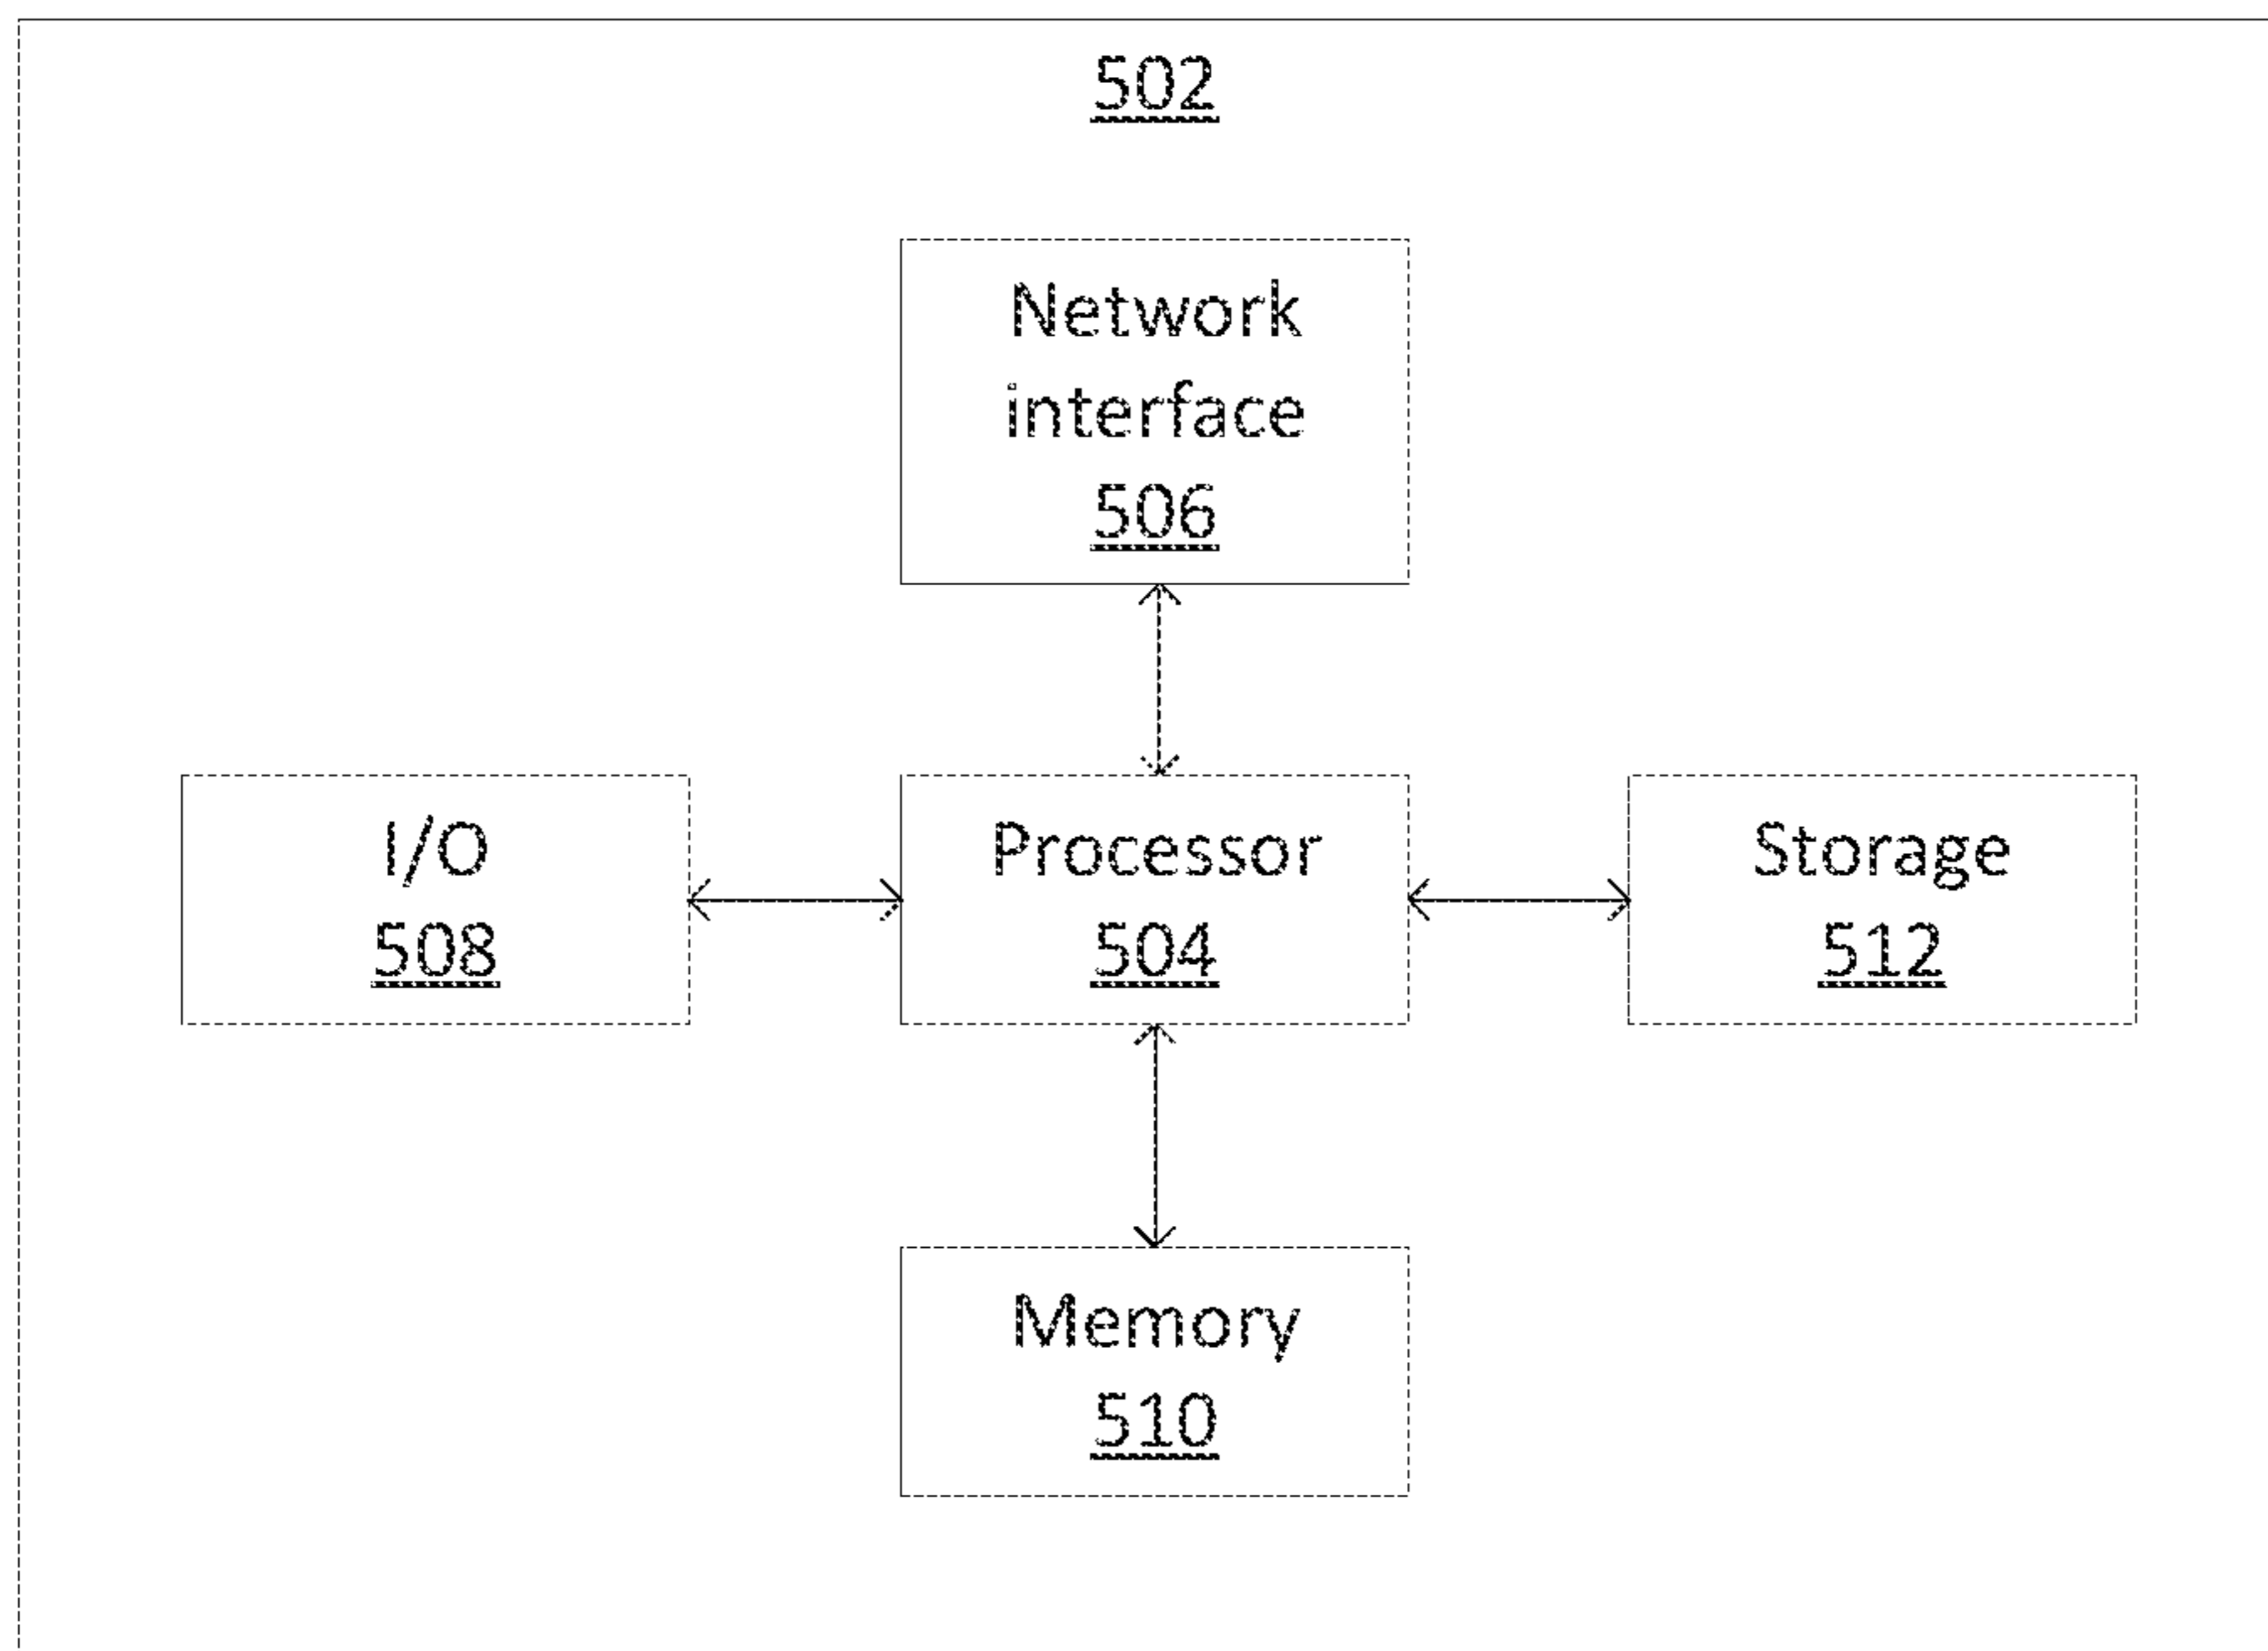 502
Network
interface
506
I/O
508
Processor
504
Storage
512
Memory
510